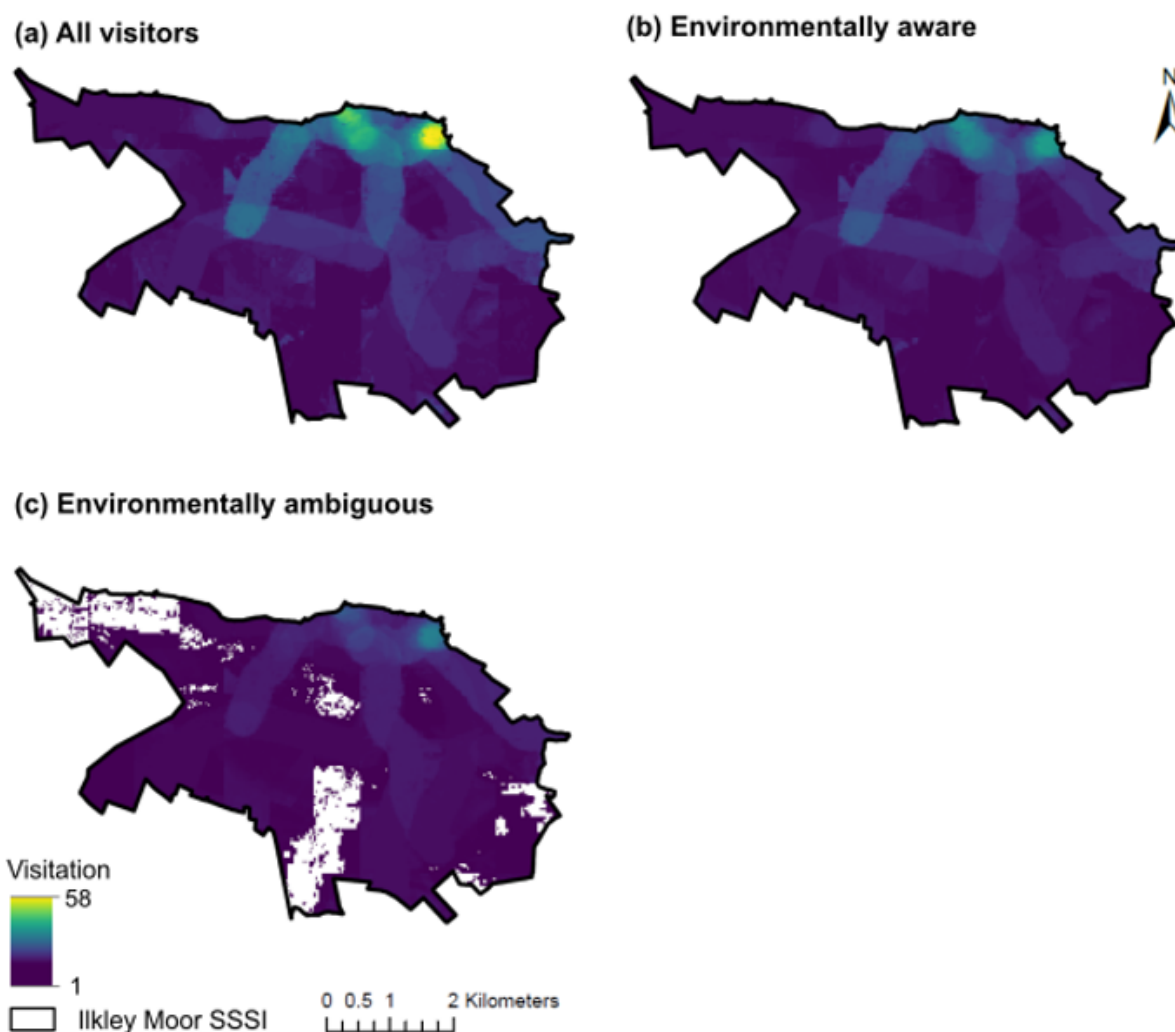 (a) All visitors
(b) Environmentally aware
N
(c) Environmentally ambiguous
Visitation
58
1
Ilkley Moor SSSI
0 0.5 1 2 Kilometers